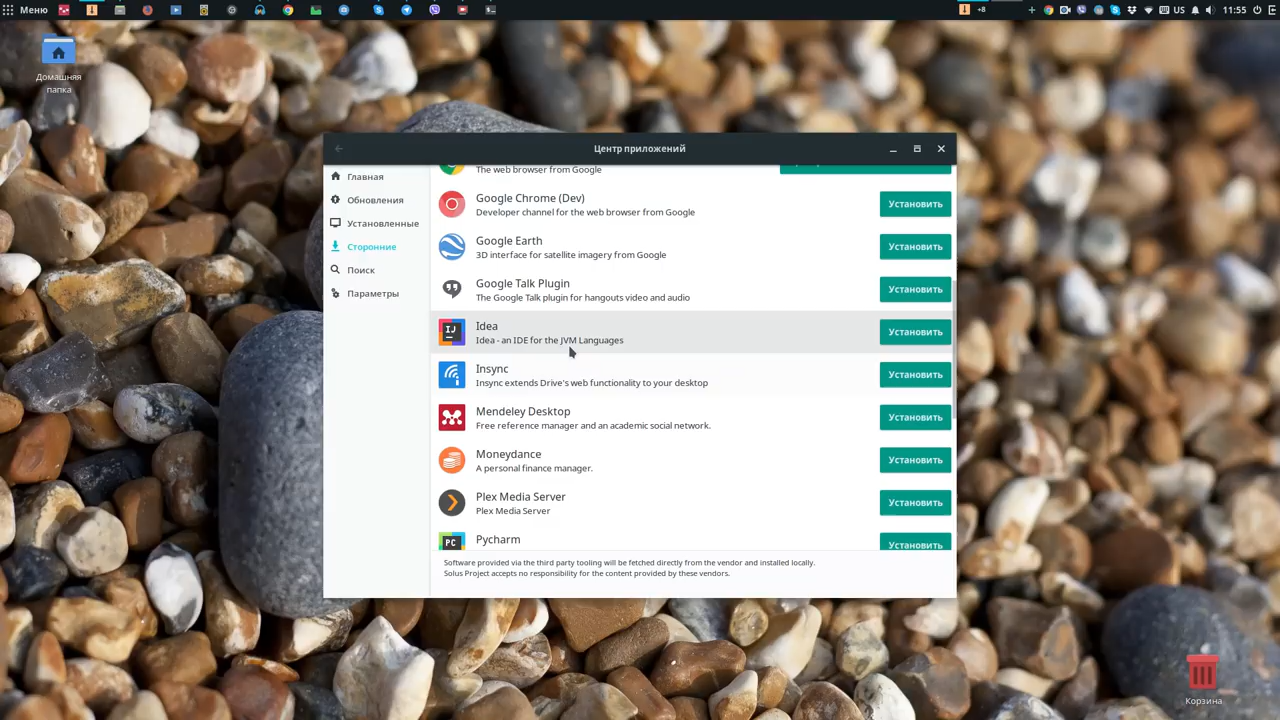 Меню
+8
US
11:55
Домашняя
папка
Центр приложений
Главная
Обновления
Установленные
Сторонние
Поиск
Параметры
The web browser from Google
Google Chrome (Dev)
Developer channel for the web browser from Google
Установить
Google Earth
3D interface for satellite imagery from Google
Установить
Google Talk Plugin
The Google Talk plugin for hangouts video and audio
Установить
IJ
Idea
Idea - an IDE for the JVM Languages
Установить
Insync
Insync extends Drive's web functionality to your desktop
Установить
Mendeley Desktop
Free reference manager and an academic social network.
Установить
Moneydance
A personal finance manager.
Установить
Plex Media Server
Plex Media Server
Установить
PC
Pycharm
Установить
Software provided via the third party tooling will be fetched directly from the vendor and installed locally.
Solus Project accepts no responsibility for the content provided by these vendors.
Корзина